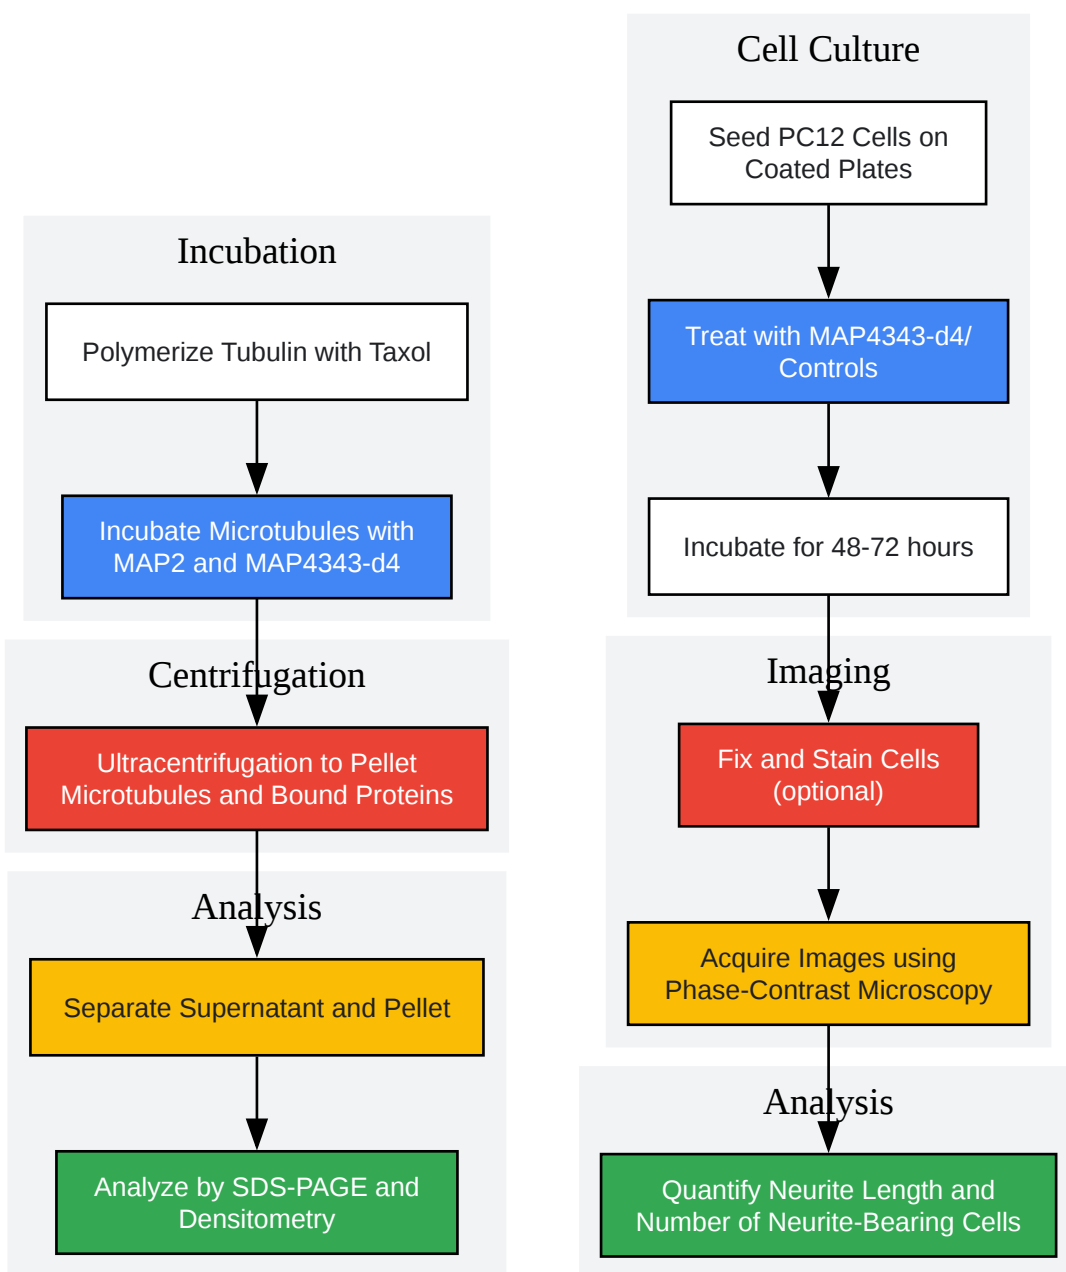 Incubation
Polymerize Tubulin with Taxol
Incubate Microtubules with
MAP2 and MAP4343-d4
Centrifugation
Ultracentrifugation to Pellet
Microtubules and Bound Proteins
Analysis
Separate Supernatant and Pellet
Analyze by SDS-PAGE and
Densitometry
Cell Culture
Seed PC12 Cells on
Coated Plates
Treat with MAP4343-d4/
Controls
Incubate for 48-72 hours
Imaging
Fix and Stain Cells
(optional)
Acquire Images using
Phase-Contrast Microscopy
Analysis
Quantify Neurite Length and
Number of Neurite-Bearing Cells